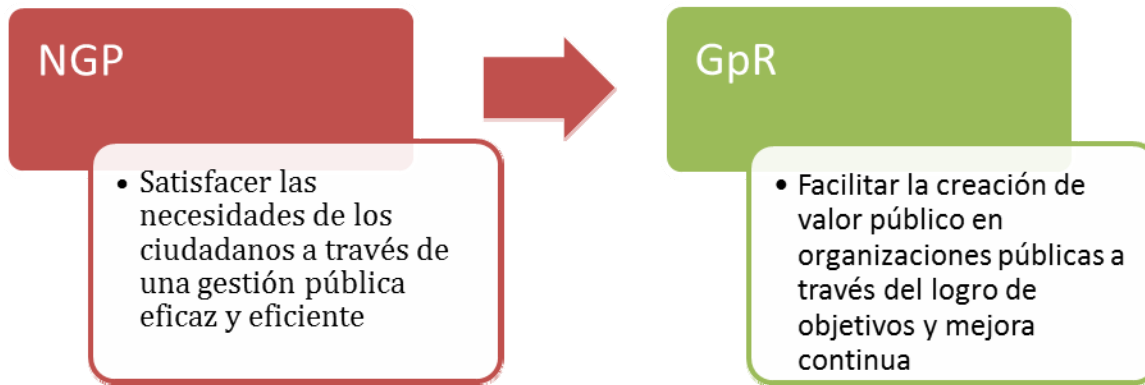 NGP
• Satisfacer las
necesidades de los
ciudadanos a través de
una gestión pública
eficaz y eficiente
GpR
• Facilitar la creación de
valor público en
organizaciones públicas a
través del logro de
objetivos y mejora
continua